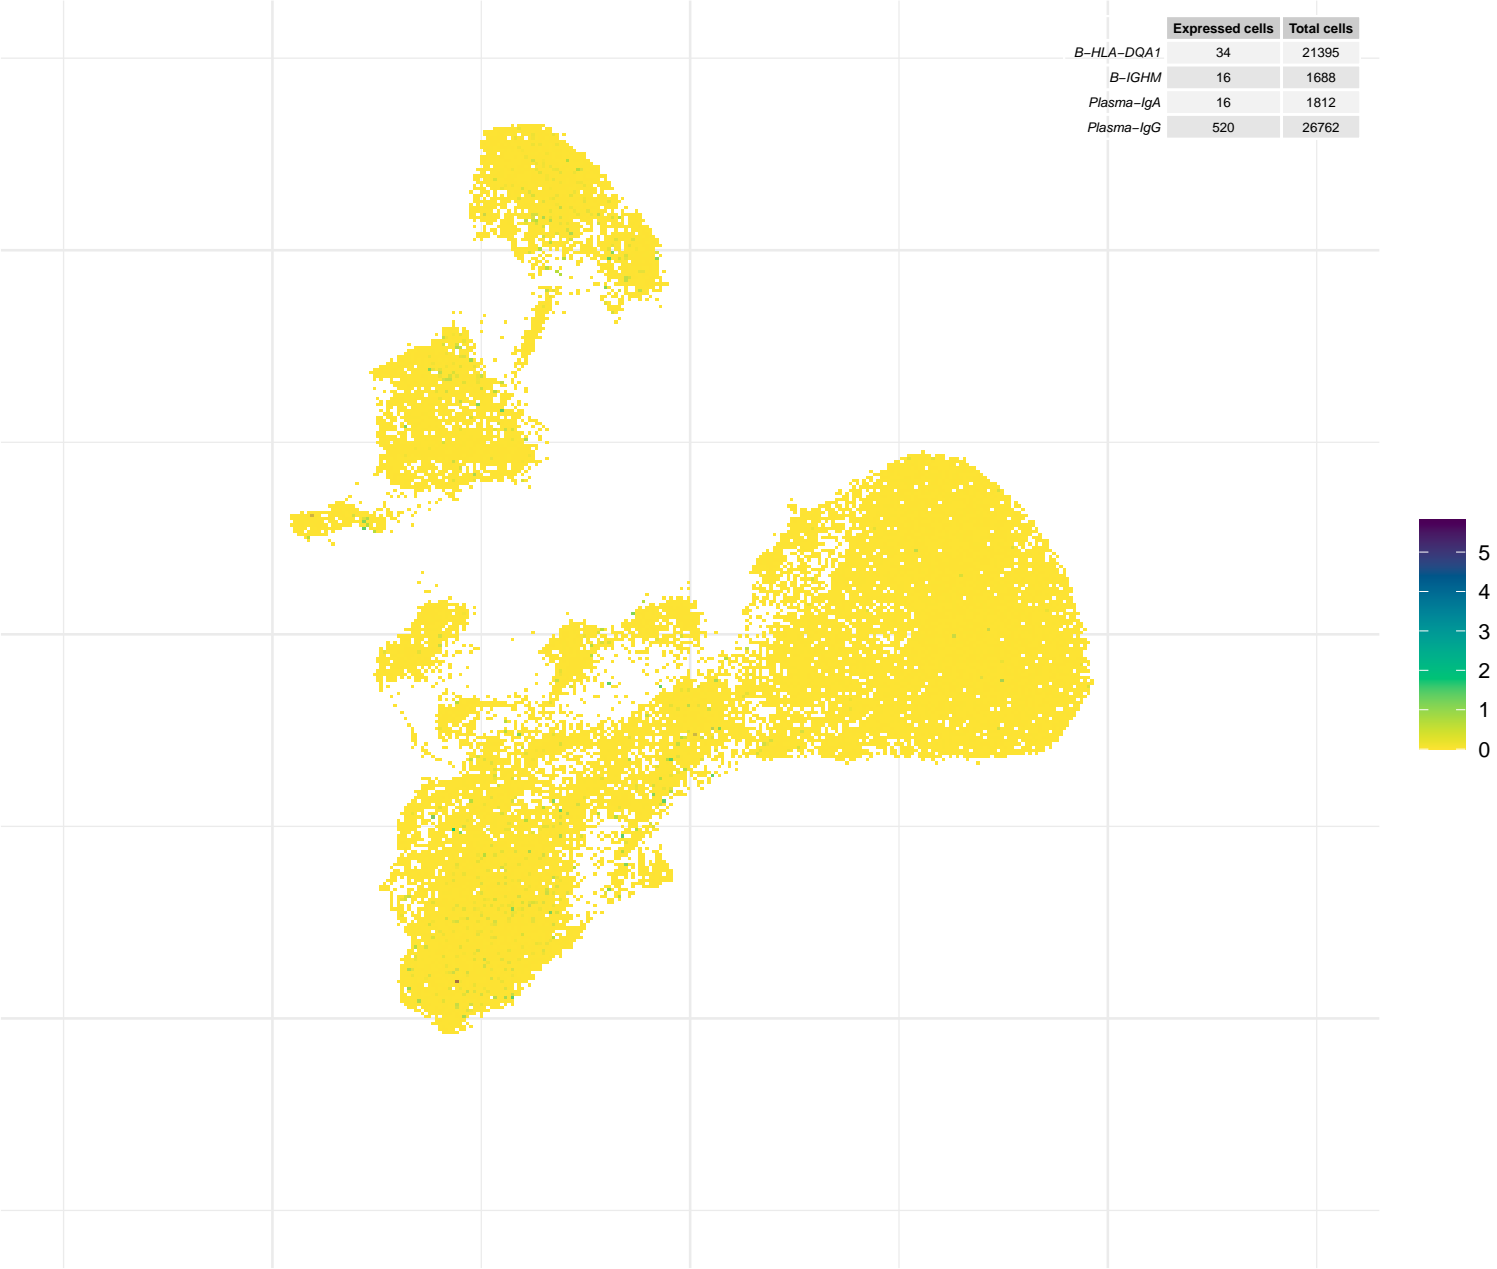 Expressed cells Total cells
B−HLA−DQA1 34 21395
B−IGHM 16 1688
Plasma−IgA 16 1812
Plasma−IgG 520 26762
5
4
3
2
1
0